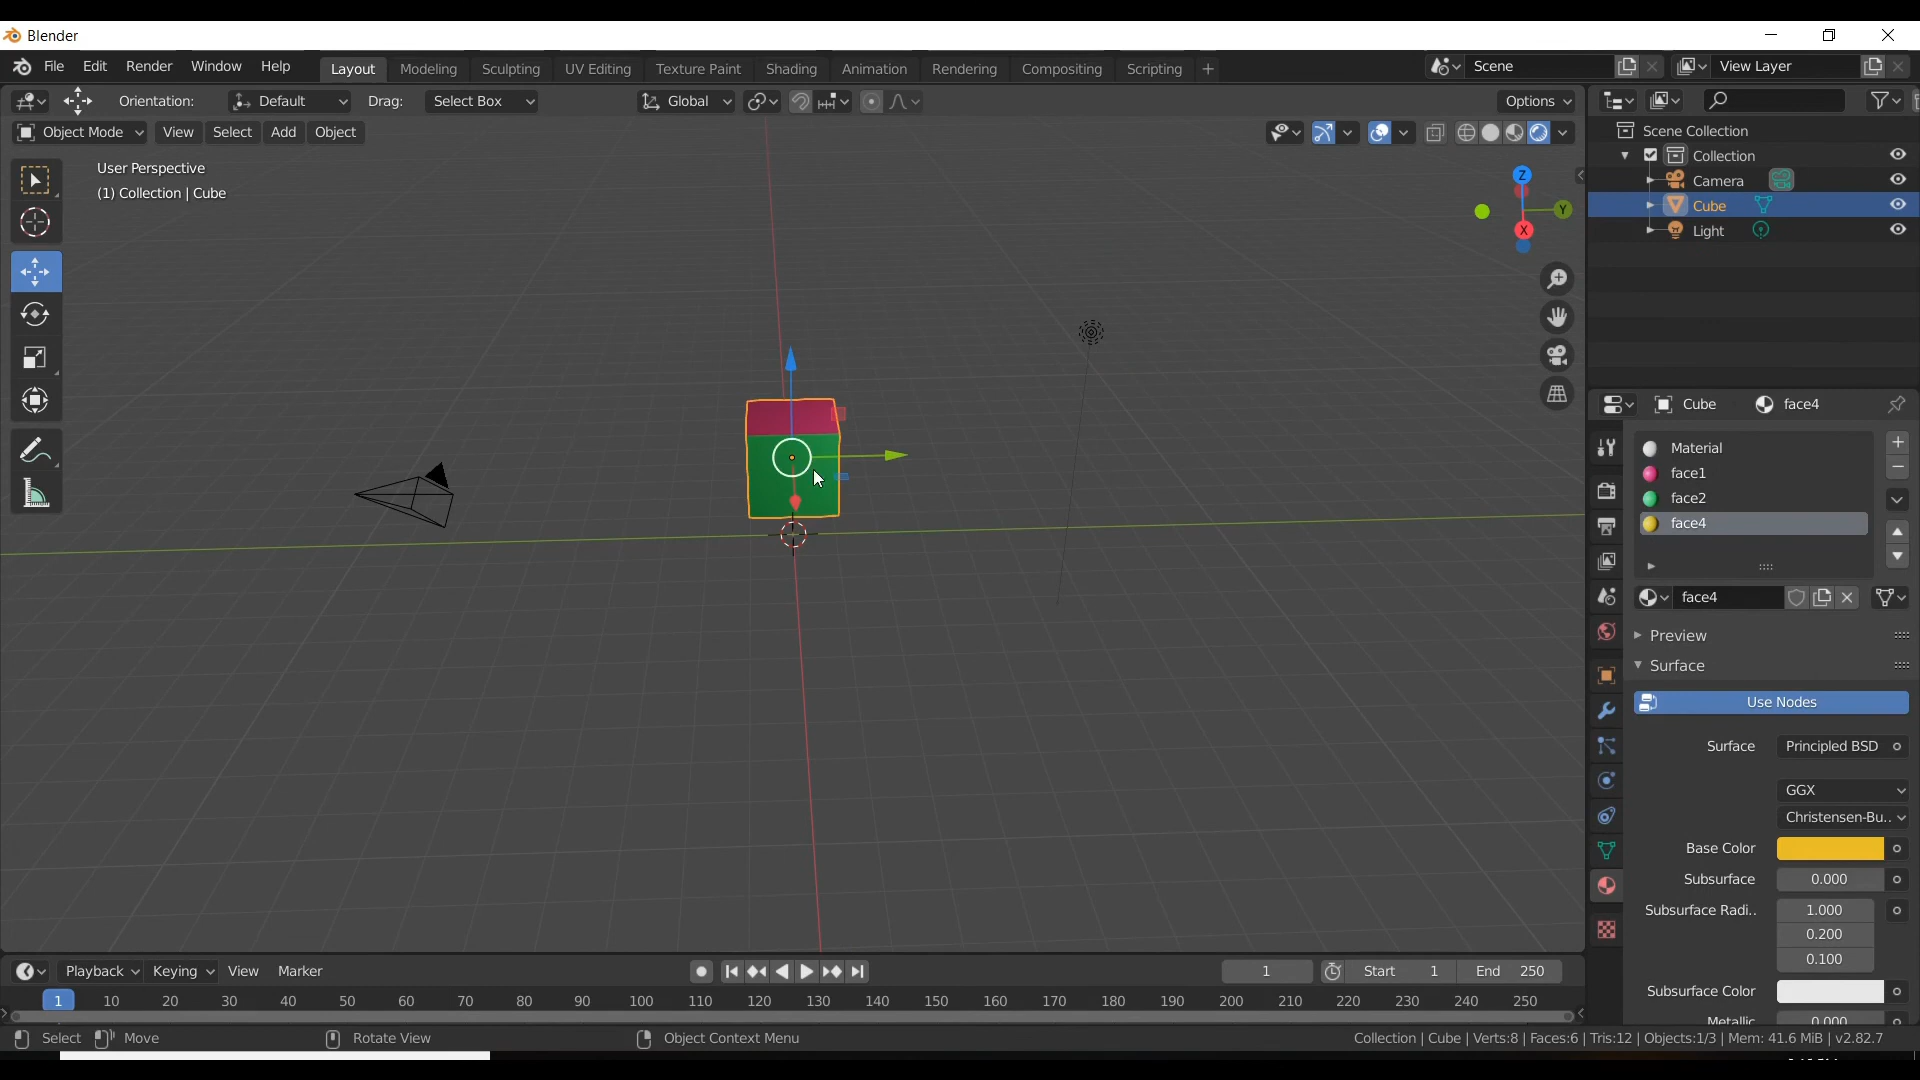 Blender
File Edit Render Window Help Layout Modeling Sculpting UV Editing Texture Paint Shading Animation Rendering Compositing Scripting + Scene View Layer
Orientation: Default Drag: Select Box Global Options
Object Mode View Select Add Object
User Perspective
(1) Collection | Cube
Z
Y
X
Scene Collection
Collection
Camera
Cube
Light
Cube face4
Material
face1
face2
face4
face4
Preview
Surface
Use Nodes
Surface Principled BSD
GGX
Christensen-Bu..
Base Color
Subsurface 0.000
Subsurface Radi.. 1.000
0.200
0.100
Subsurface Color
Metallic 0.000
Playback Keying View Marker 1 Start 1 End 250
1 10 20 30 40 50 60 70 80 90 100 110 120 130 140 150 160 170 180 190 200 210 220 230 240 250
Select Move Rotate View Object Context Menu Collection | Cube | Verts:8 | Faces:6 | Tris:12 | Objects:1/3 | Mem: 41.6 MiB | v2.82.7